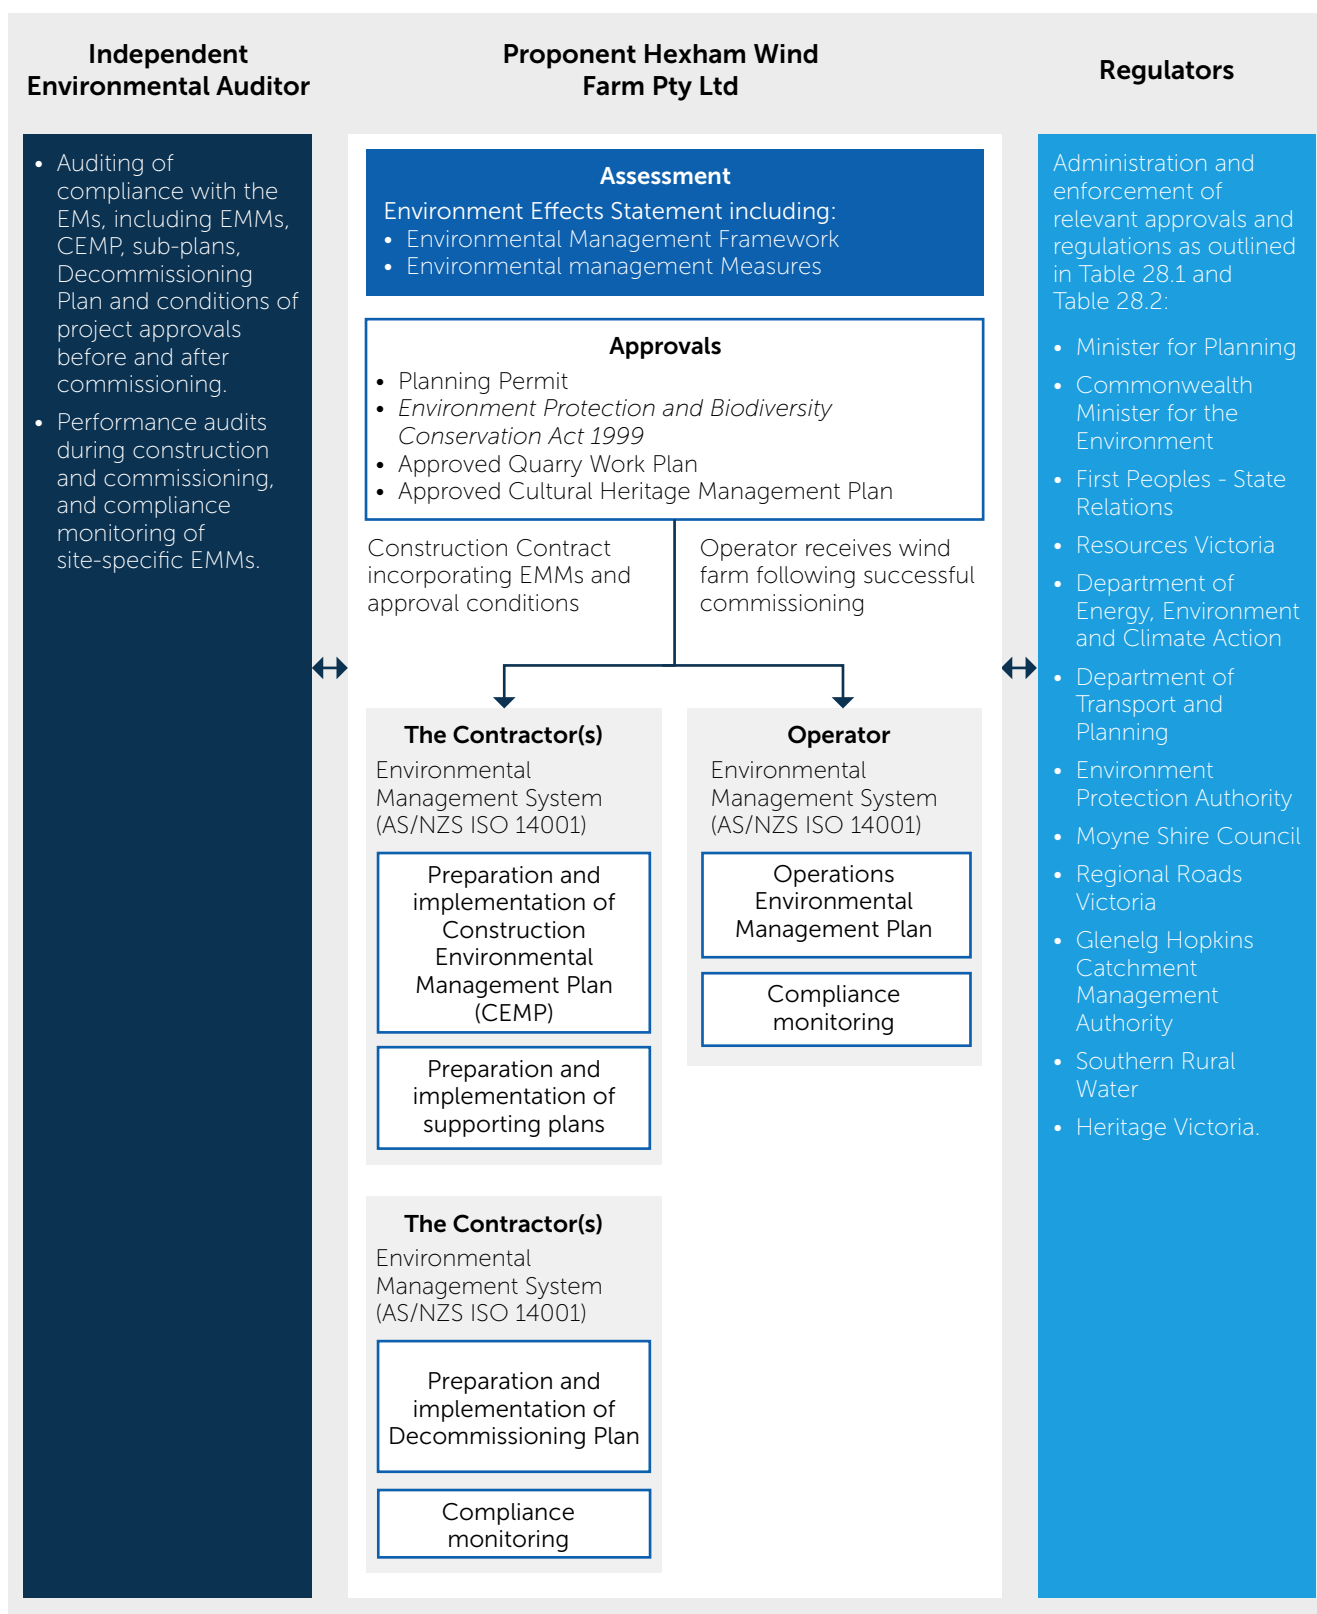 Independent
Environmental Auditor
Proponent Hexham Wind
Farm Pty Ltd
Regulators
• Auditing of
compliance with the
EMs, including EMMs,
CEMP, sub-plans,
Decommissioning
Plan and conditions of
project approvals
before and after
commissioning.
• Performance audits
during construction
and commissioning,
and compliance
monitoring of
site-specific EMMs.
Assessment
Environment Effects Statement including:
• Environmental Management Framework
• Environmental management Measures
Approvals
• Planning Permit
• Environment Protection and Biodiversity
Conservation Act 1999
• Approved Quarry Work Plan
• Approved Cultural Heritage Management Plan
Construction Contract
incorporating EMMs and
approval conditions
Operator receives wind
farm following successful
commissioning
The Contractor(s)
Environmental
Management System
(AS/NZS ISO 14001)
Preparation and
implementation of
Construction
Environmental
Management Plan
(CEMP)
Preparation and
implementation of
supporting plans
Operator
Environmental
Management System
(AS/NZS ISO 14001)
Operations
Environmental
Management Plan
Compliance
monitoring
The Contractor(s)
Environmental
Management System
(AS/NZS ISO 14001)
Preparation and
implementation of
Decommissioning Plan
Compliance
monitoring
Administration and
enforcement of
relevant approvals and
regulations as outlined
in Table 28.1 and
Table 28.2:
• Minister for Planning
• Commonwealth
Minister for the
Environment
• First Peoples - State
Relations
• Resources Victoria
• Department of
Energy, Environment
and Climate Action
• Department of
Transport and
Planning
• Environment
Protection Authority
• Moyne Shire Council
• Regional Roads
Victoria
• Glenelg Hopkins
Catchment
Management
Authority
• Southern Rural
Water
• Heritage Victoria.